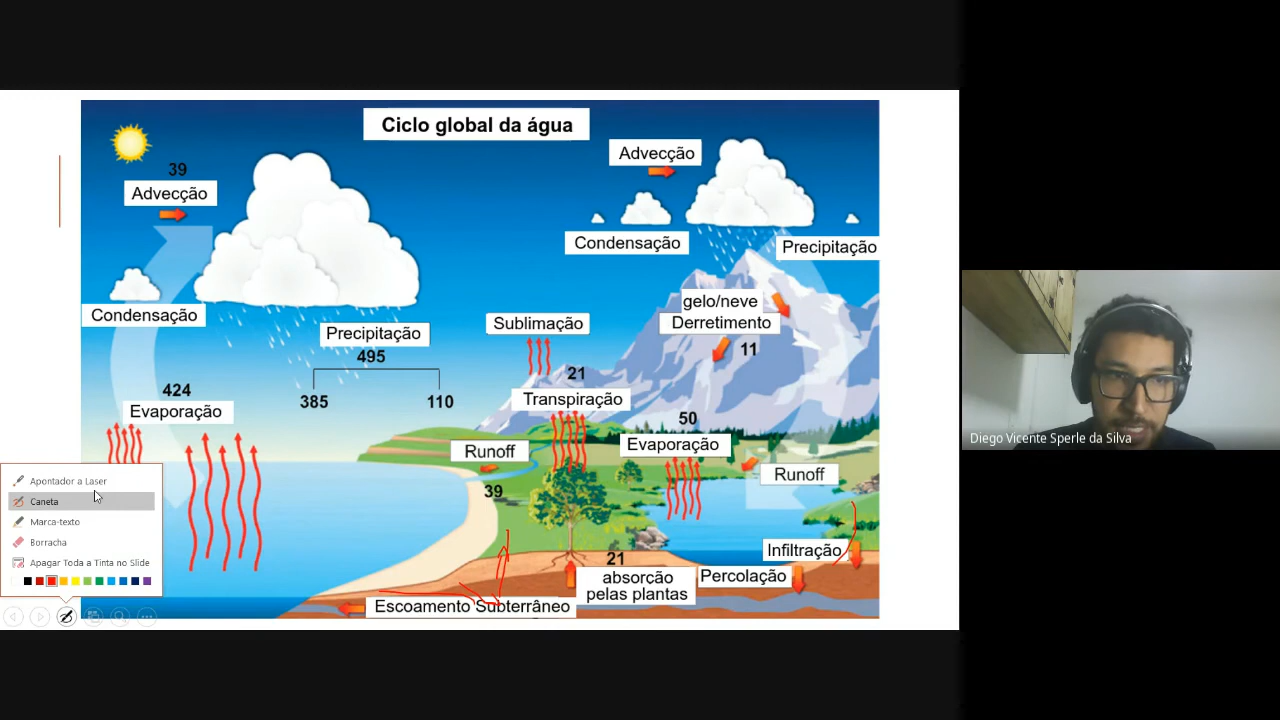 Ciclo global da água
39
Advecção
Advecção
Condensação
Precipitação
Condensação
Precipitação
495
385
110
424
Evaporação
gelo/neve
Derretimento
11
Sublimação
21
Transpiração
50
Evaporação
Runoff
39
Runoff
Infiltração
Percolação
21
absorção
pelas plantas
Escoamento Subterrâneo
Apontador a Laser
Caneta
Marca-texto
Borracha
Apagar Toda a Tinta no Slide
Diego Vicente Sperle da Silva